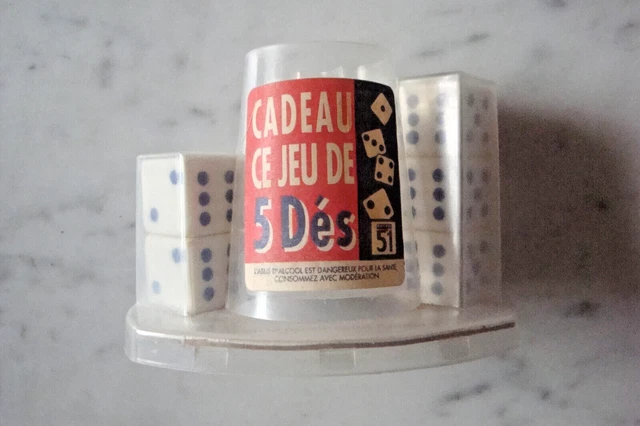 CADEAU
CE JEU DE
5 Dés
51
L'ABUS D'ALCOOL EST DANGEREUX POUR LA SANTÉ,
CONSOMMEZ AVEC MODÉRATION